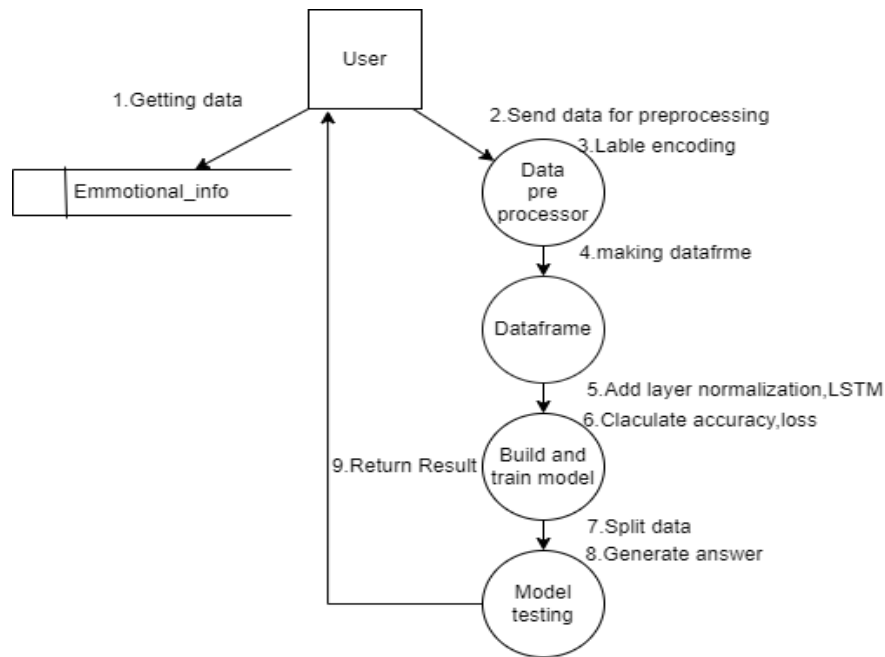 User
1.Getting data
2.Send data for preprocessing
3.Lable encoding
Data
pre
processor
Emmotional_info
4.making datafrme
Dataframe
5.Add layer normalization,LSTM
6.Claculate accuracy,loss
Build and
train model
9.Return Result
7.Split data
8.Generate answer
Model
testing